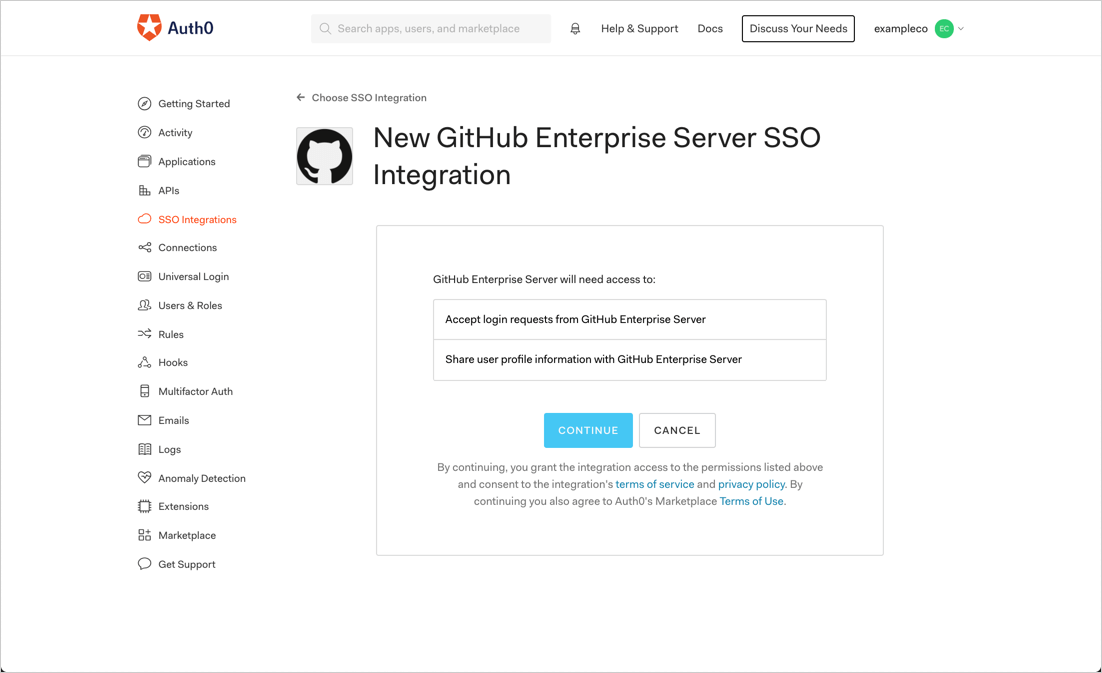 Auth0
Search apps, users, and marketplace
Help & Support
Docs
Discuss Your Needs
exampleco
EC
Getting Started
Activity
Applications
APIs
SSO Integrations
Connections
Universal Login
Users & Roles
Rules
Hooks
Multifactor Auth
Emails
Logs
Anomaly Detection
Extensions
Marketplace
Get Support
Choose SSO Integration
New GitHub Enterprise Server SSO
Integration
GitHub Enterprise Server will need access to:
Accept login requests from GitHub Enterprise Server
Share user profile information with GitHub Enterprise Server
CONTINUE
CANCEL
By continuing, you grant the integration access to the permissions listed above
and consent to the integration's terms of service and privacy policy. By
continuing you also agree to Auth0's Marketplace Terms of Use.